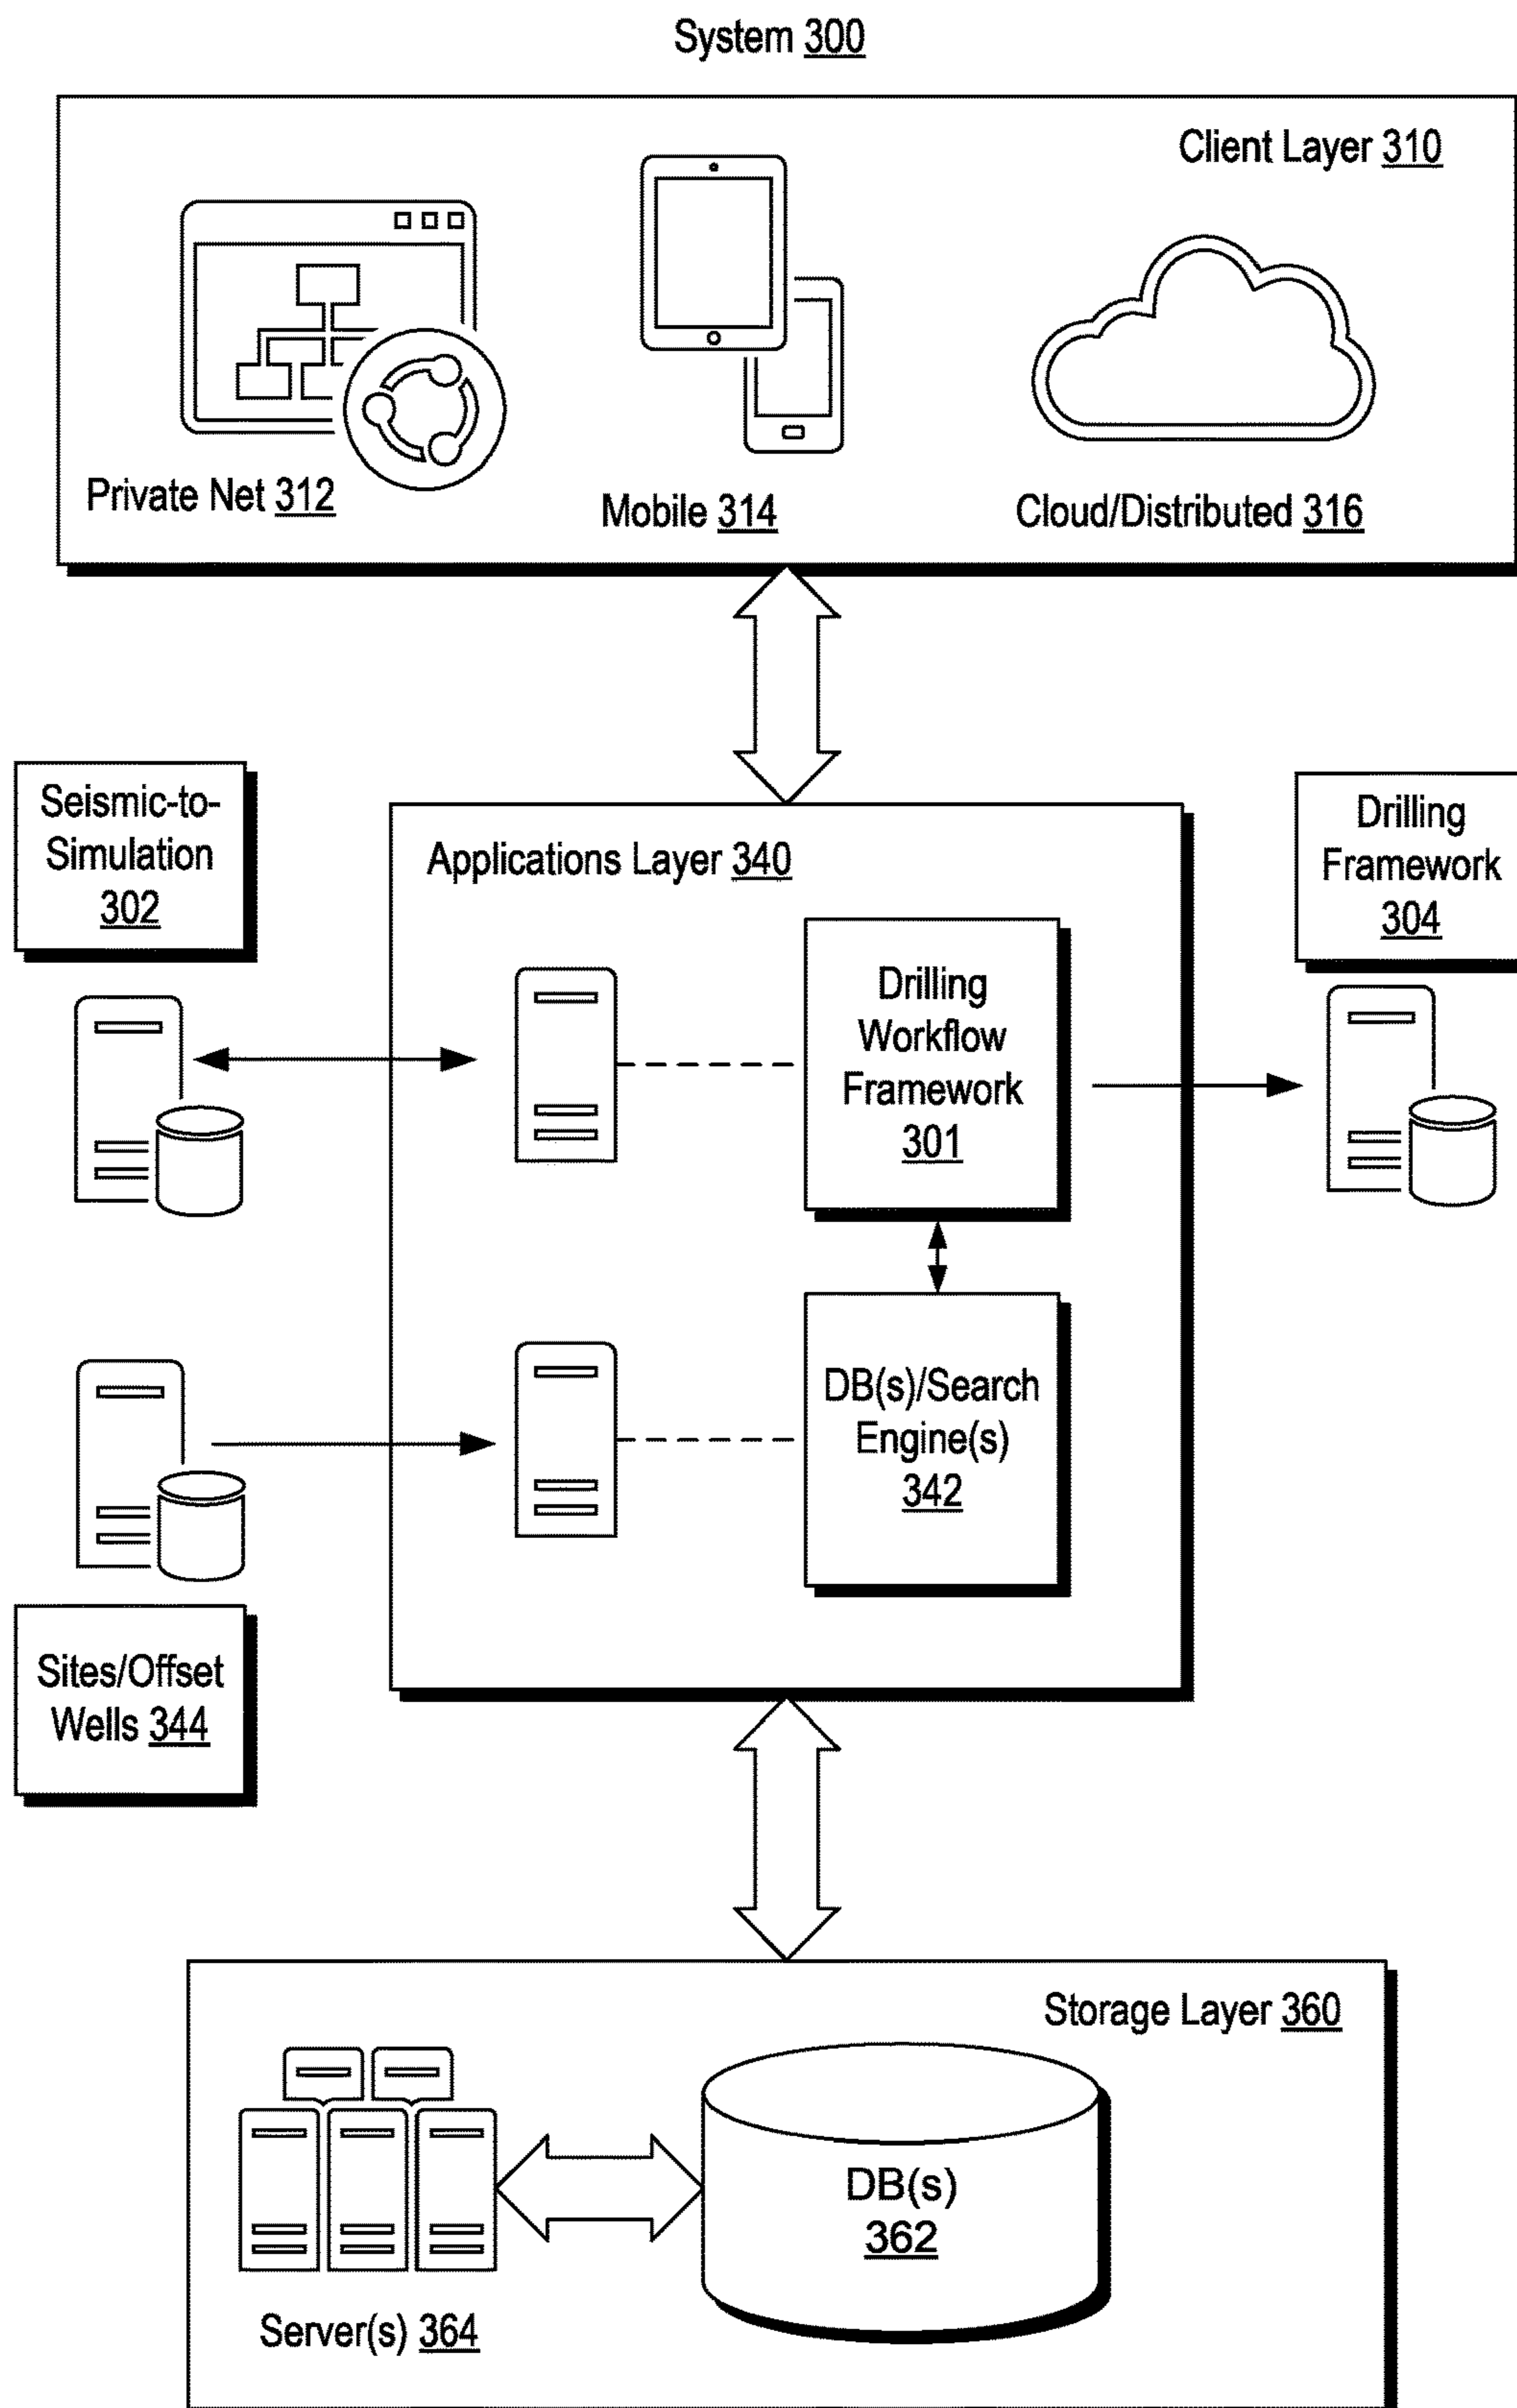 System 300
Client Layer 310
Private Net 312
Mobile 314
Cloud/Distributed 316
Seismic-to-
Simulation
302
Applications Layer 340
Drilling
Framework
304
Drilling
Workflow
Framework
301
DB(s)/Search
Engine(s)
342
Sites/Offset
Wells 344
Storage Layer 360
DB(s)
362
Server(s) 364